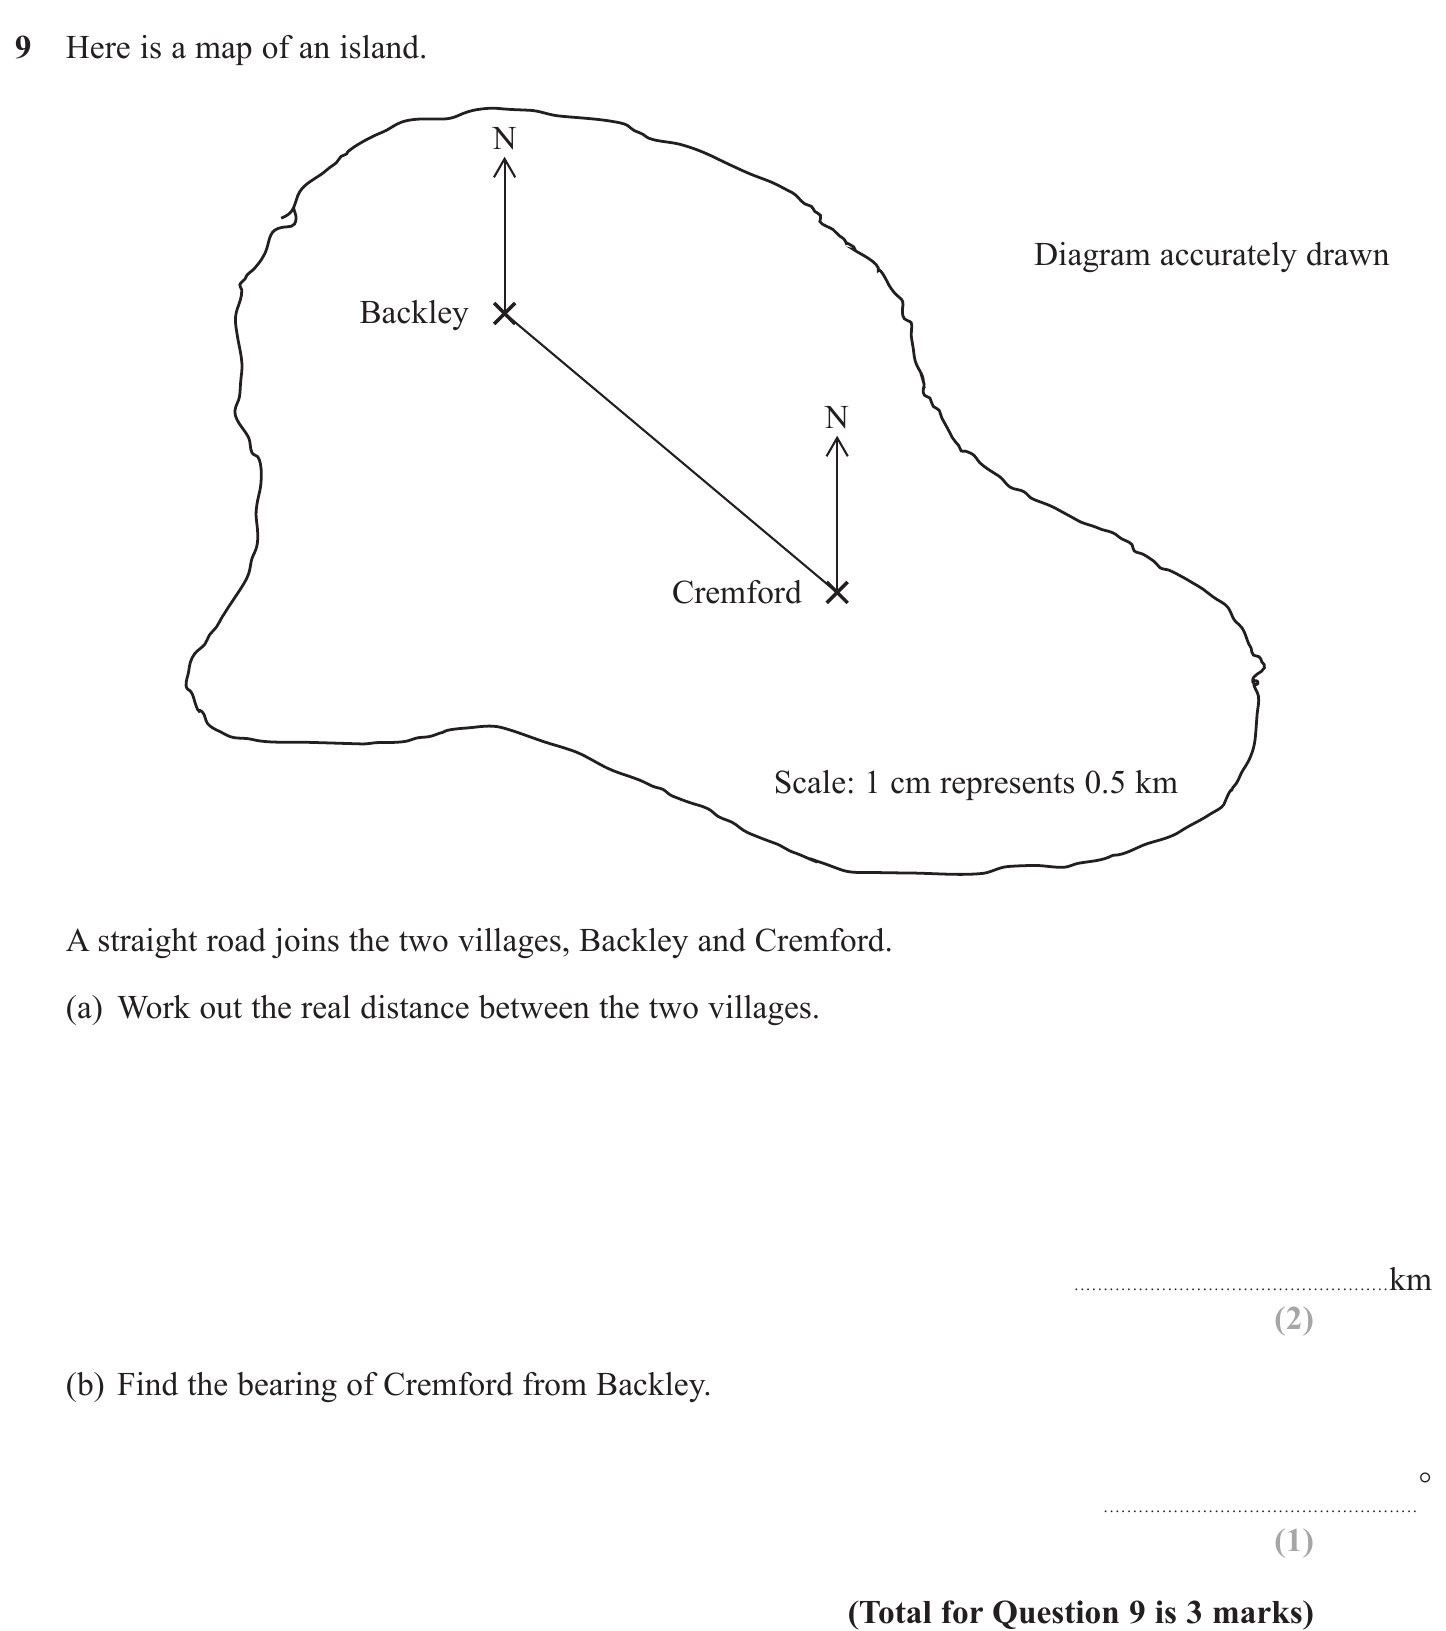 9 Here is a map of an island.
N
Diagram accurately drawn
Backley
N
Cremford
Scale: 1 cm represents 0.5 km
A straight road joins the two villages, Backley and Cremford.
(a) Work out the real distance between the two villages.
......................................................km
(2)
(b) Find the bearing of Cremford from Backley.
°
......................................................
(1)
(Total for Question 9 is 3 marks)